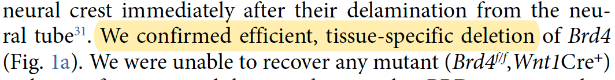 neural crest immediately after their delamination from the neu-
ral tube31. We confirmed efficient, tissue-specific deletion of Brd4
(Fig. 1a). We were unable to recover any mutant (Brd4f/f,Wnt1Cre+)